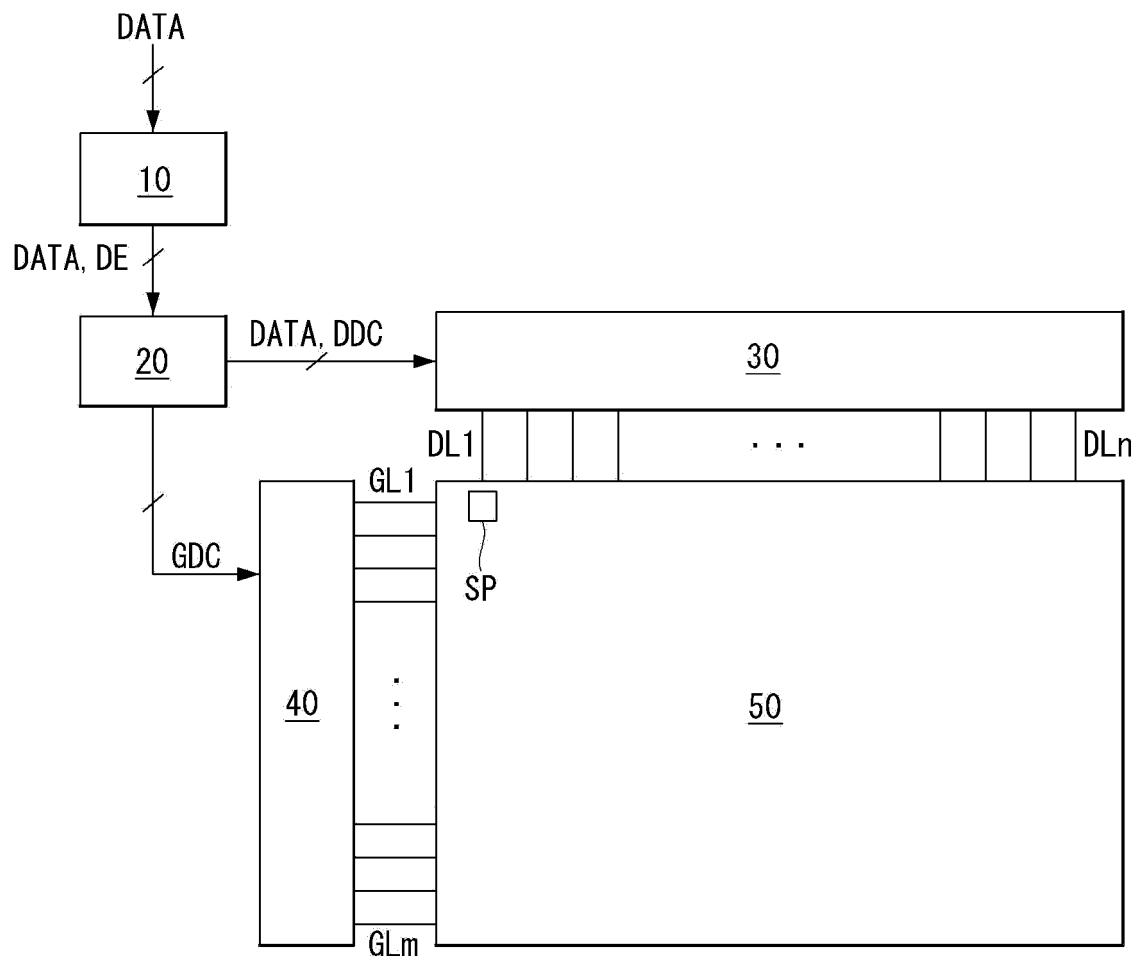 DATA
10
DATA, DE
20
DATA, DDC
30
DL1
. . .
DLn
GL1
SP
GDC
40
50
GLm